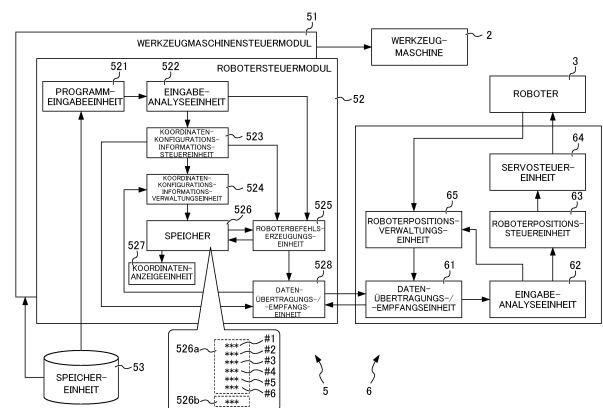 51
WERKZEUGMASCHINENSTEUERMODUL
WERKZEUG-
MASCHINE
2
ROBOTERSTEUERMODUL
52
521
PROGRAMM-
EINGABEEINHEIT
522
EINGABE-
ANALYSEEINHEIT
KOORDINATEN-
KONFIGURATIONS-
INFORMATIONS-
STEUEREINHEIT
523
KOORDINATEN-
KONFIGURATIONS-
INFORMATIONS-
VERWALTUNGSEINHEIT
524
526
SPEICHER
525
ROBOTERBEFEHLS-
ERZEUGUNGS-
EINHEIT
527
KOORDINATEN-
ANZEIGEEINHEIT
528
DATEN-
ÜBERTRAGUNGS-/
-EMPFANGS-
EINHEIT
53
SPEICHER-
EINHEIT
526a
*** #1
*** #2
*** #3
*** #4
*** #5
*** #6
526b
***
5
6
3
ROBOTER
64
SERVOSTEUER-
EINHEIT
65
ROBOTERPOSITIONS-
VERWALTUNGS-
EINHEIT
63
ROBOTERPOSITIONS-
STEUEREINHEIT
61
DATEN-
ÜBERTRAGUNGS-/
-EMPFANGSEINHEIT
62
EINGABE-
ANALYSEEINHEIT